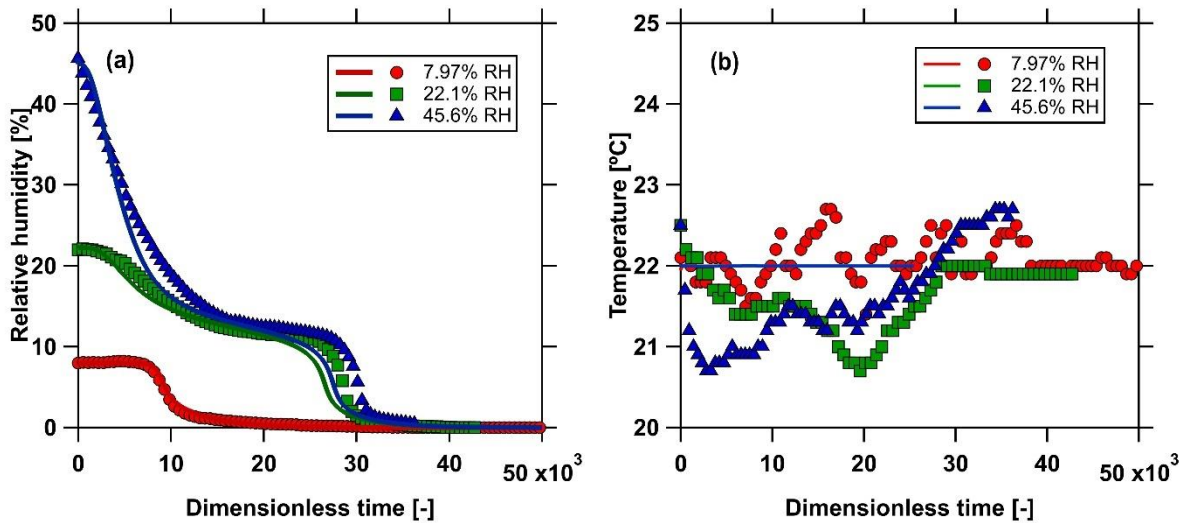 50
40
30
20
10
0
Relative humidity [%]
(a)
7.97% RH
22.1% RH
45.6% RH
0
10
20
30
40
50 x10³
Dimensionless time [-]
25
24
23
22
21
20
Temperature [ºC]
(b)
7.97% RH
22.1% RH
45.6% RH
0
10
20
30
40
50 x10³
Dimensionless time [-]